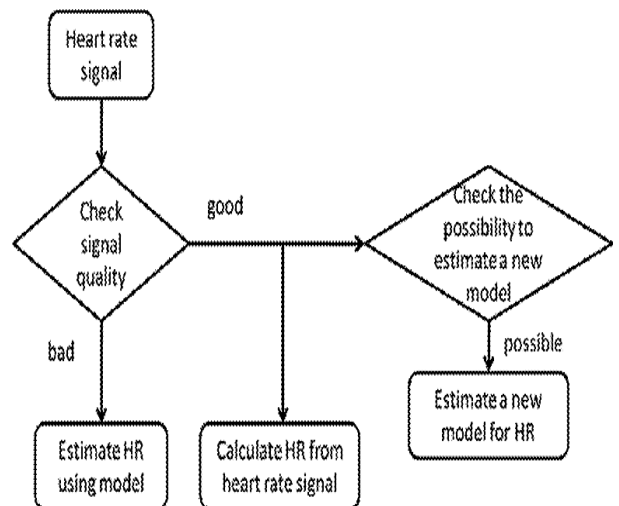 Heart rate
signal
Check
signal
quality
good
Check the
possibility to
estimate a new
model
bad
possible
Estimate HR
using model
Calculate HR from
heart rate signal
Estimate a new
model for HR